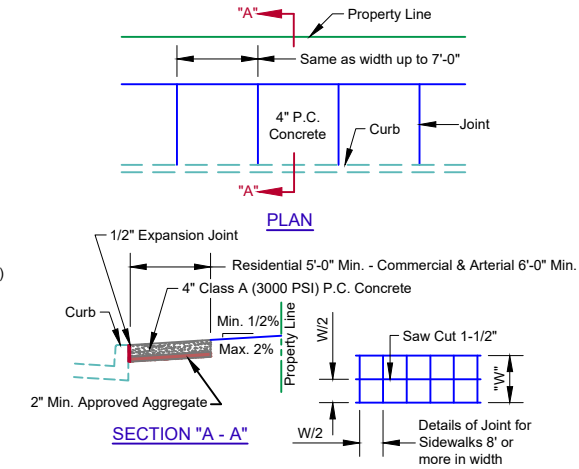 "A"
Property Line
Same as width up to 7'-0"
4" P.C.
Concrete
Curb
Joint
"A"
PLAN
1/2" Expansion Joint
)
Residential 5'-0" Min. - Commercial & Arterial 6'-0" Min.
4" Class A (3000 PSI) P.C. Concrete
Curb
Min. 1/2%
Max. 2%
Property Line
2" Min. Approved Aggregate
SECTION "A - A"
W/2
Saw Cut 1-1/2"
"W"
W/2
Details of Joint for
Sidewalks 8' or
more in width